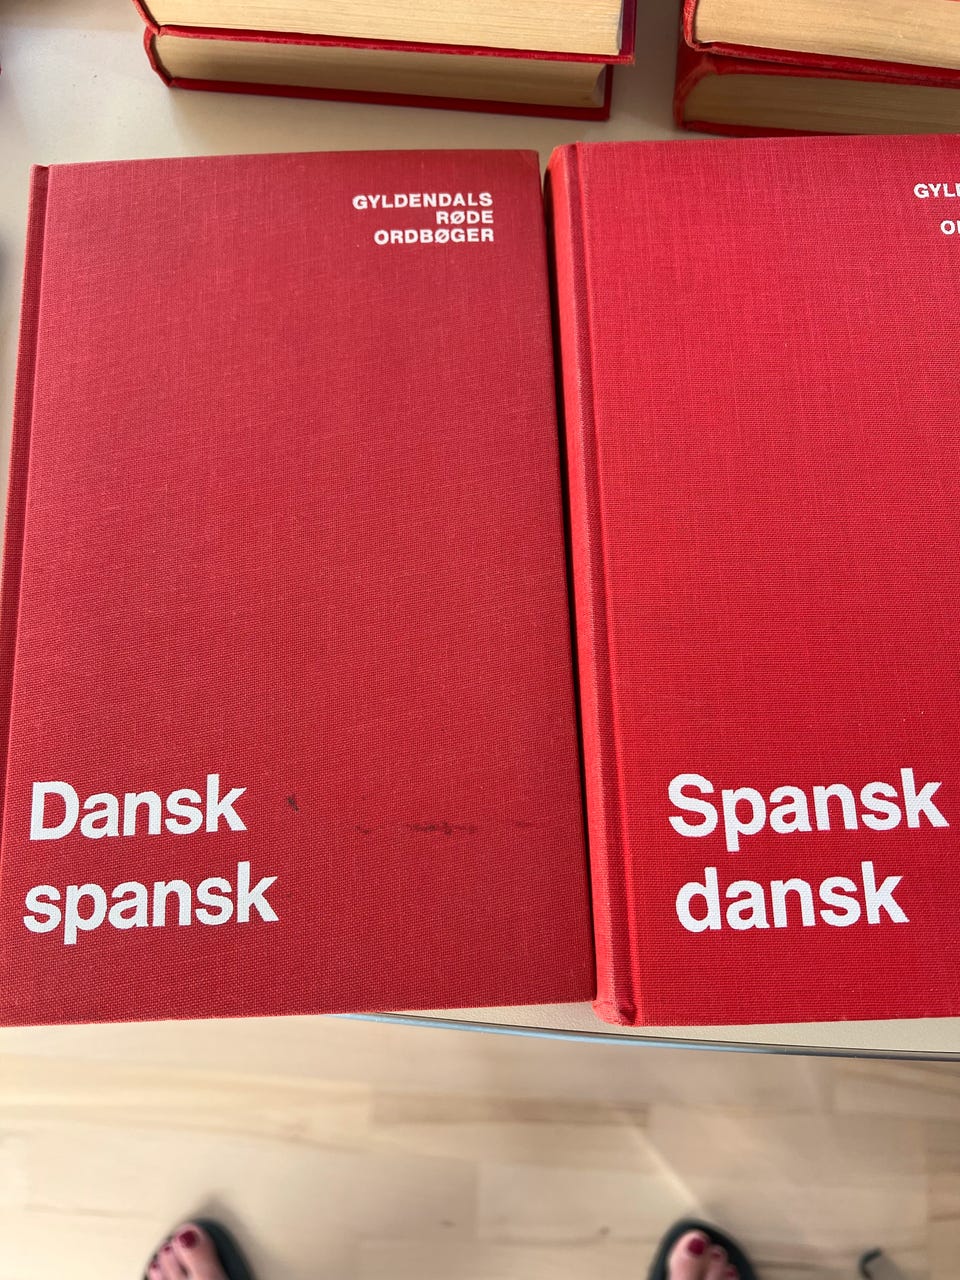 GYLDENDALS
RØDE
ORDBØGER
Dansk
spansk
Spansk
dansk